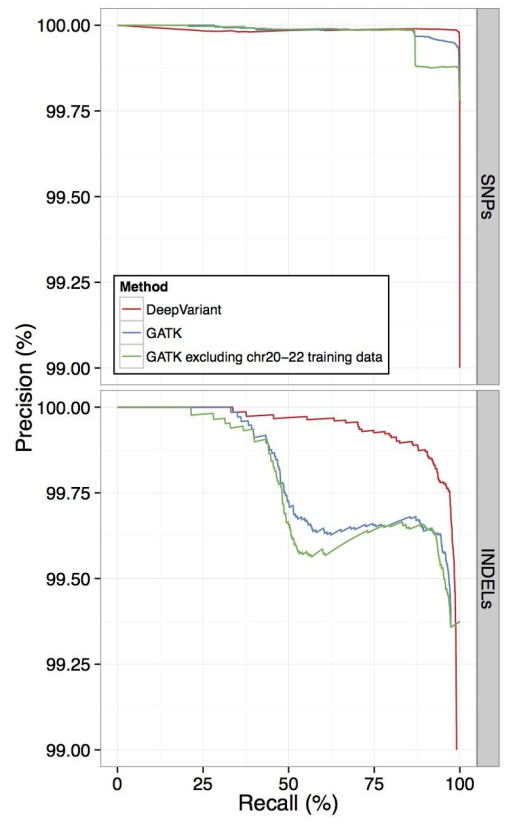 100.00
99.75
99.50
99.25
99.00
SNPs
Method
DeepVariant
GATK
GATK excluding chr20–22 training data
Precision (%)
100.00
99.75
99.50
99.25
99.00
INDELs
0 25 50 75 100
Recall (%)